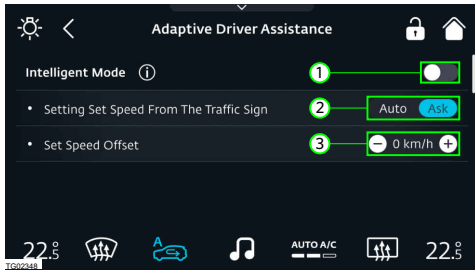 Adaptive Driver Assistance
Intelligent Mode i 1
• Setting Set Speed From The Traffic Sign 2 Auto Ask
• Set Speed Offset 3 − 0 km/h +
22.5 A AUTO A/C 22.5
TG02348